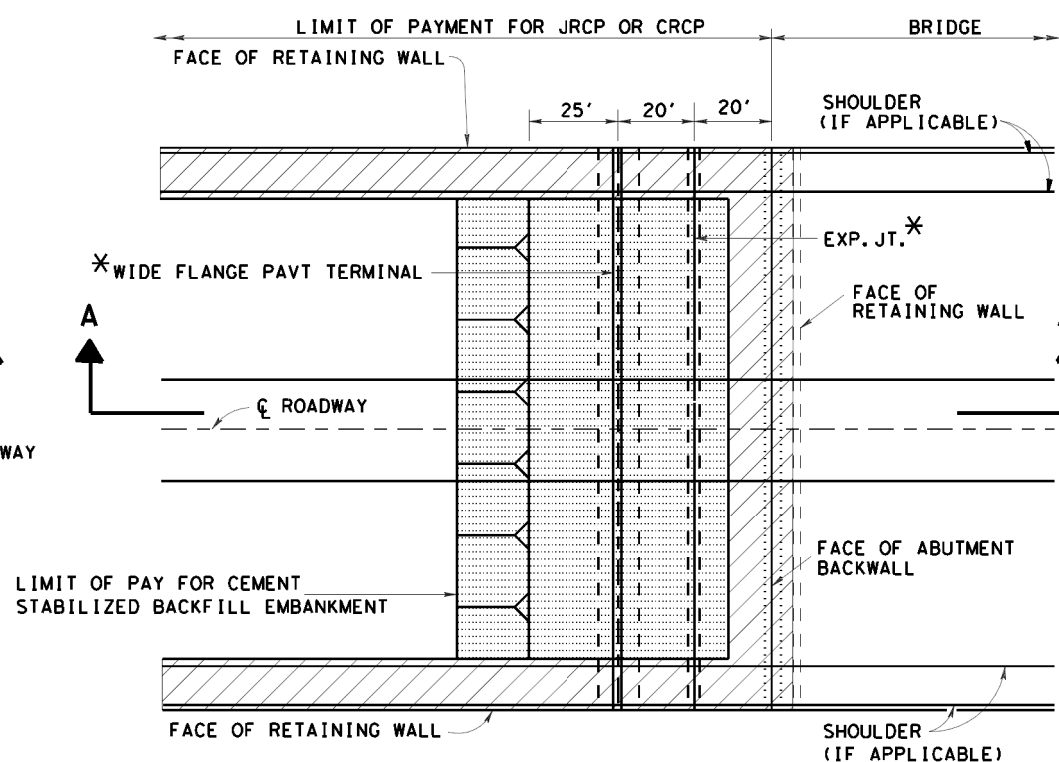 LIMIT OF PAYMENT FOR JRCP OR CRCP
BRIDGE
FACE OF RETAINING WALL
25'
20'
20'
SHOULDER
(IF APPLICABLE)
EXP. JT.*
*WIDE FLANGE PAVT TERMINAL
FACE OF
RETAINING WALL
A
℄ ROADWAY
WAY
FACE OF ABUTMENT
BACKWALL
LIMIT OF PAY FOR CEMENT
STABILIZED BACKFILL EMBANKMENT
FACE OF RETAINING WALL
SHOULDER
(IF APPLICABLE)